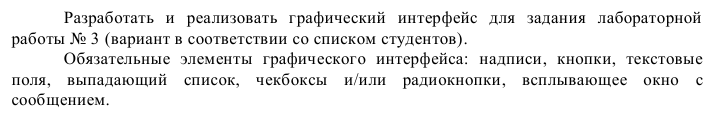 Разработать и реализовать графический интерфейс для задания лабораторной
работы № 3 (вариант в соответствии со списком студентов).
Обязательные элементы графического интерфейса: надписи, кнопки, текстовые
поля, выпадающий список, чекбоксы и/или радиокнопки, всплывающее окно с
сообщением.